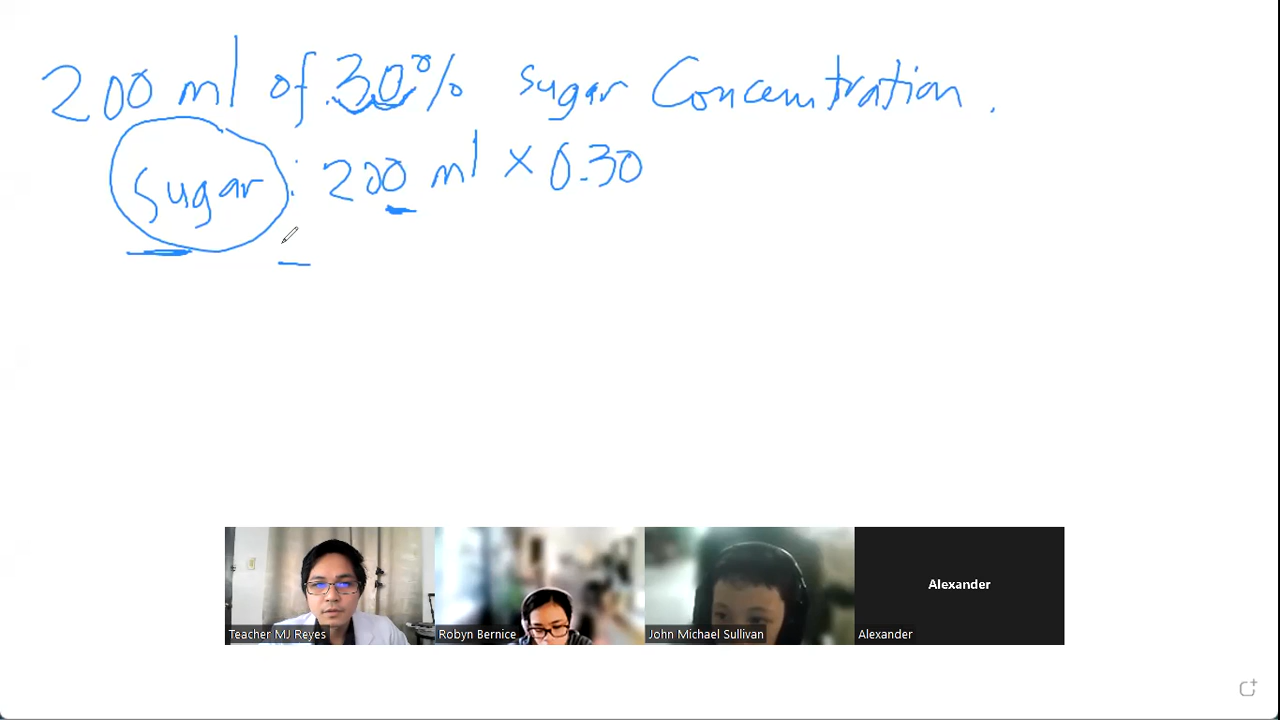 200 ml of .30% sugar Concentration.
Sugar: 200 ml × 0.30
Alexander
Teacher MJ Reyes
Robyn Bernice
John Michael Sullivan
Alexander